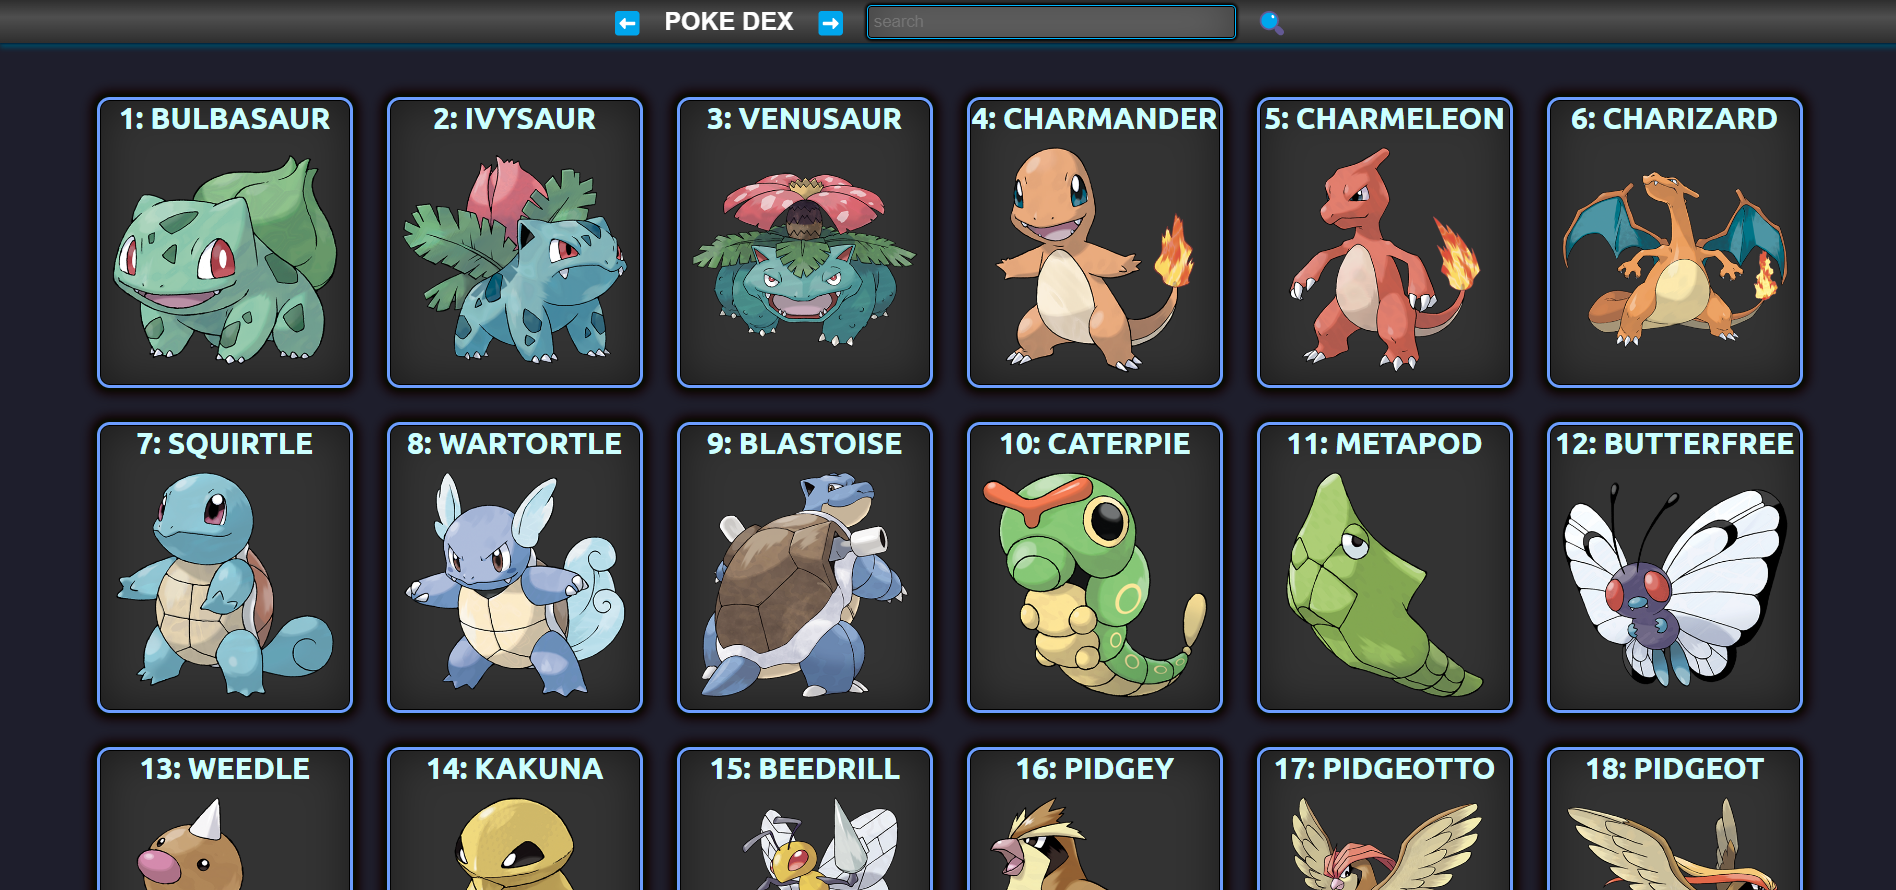 POKE DEX
search
1: BULBASAUR
2: IVYSAUR
3: VENUSAUR
4: CHARMANDER
5: CHARMELEON
6: CHARIZARD
7: SQUIRTLE
8: WARTORTLE
9: BLASTOISE
10: CATERPIE
11: METAPOD
12: BUTTERFREE
13: WEEDLE
14: KAKUNA
15: BEEDRILL
16: PIDGEY
17: PIDGEOTTO
18: PIDGEOT